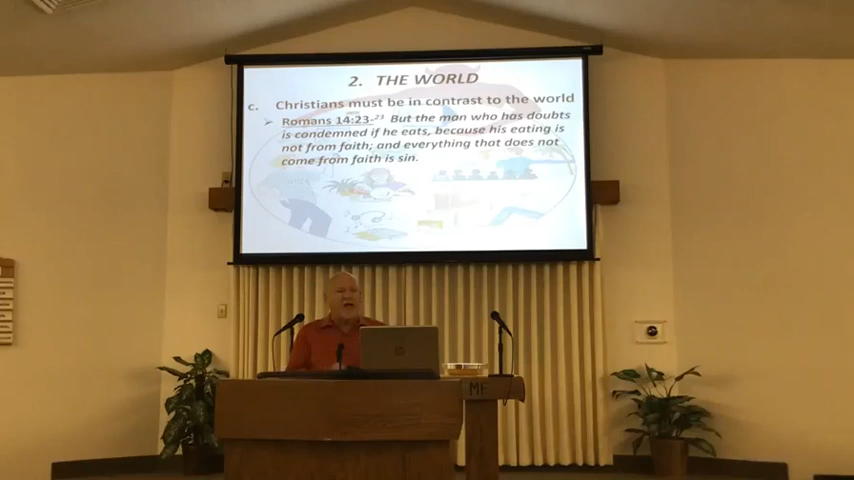 2. THE WORLD
c. Christians must be in contrast to the world
➢ Romans 14:23-23 But the man who has doubts
is condemned if he eats, because his eating is
not from faith; and everything that does not
come from faith is sin.
hp
MF